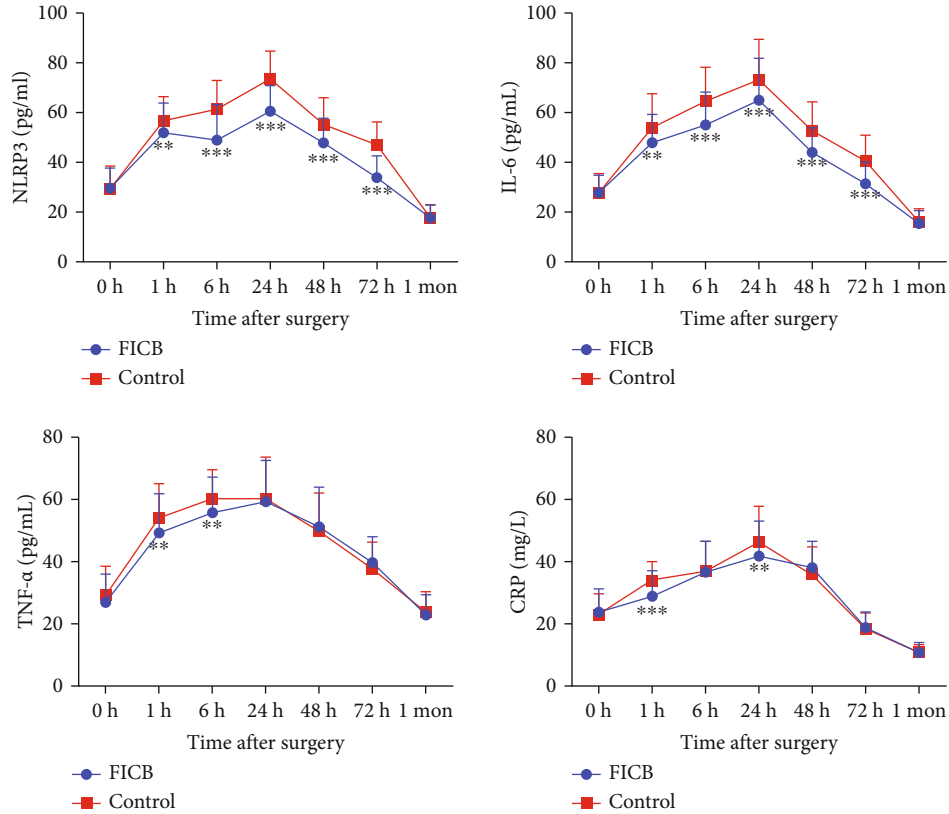 NLRP3 (pg/ml)
100
80
60
40
20
0
**
***
***
***
***
0 h 1 h 6 h 24 h 48 h 72 h 1 mon
Time after surgery
FICB
Control
IL-6 (pg/mL)
100
80
60
40
20
0
**
***
***
***
***
0 h 1 h 6 h 24 h 48 h 72 h 1 mon
Time after surgery
FICB
Control
TNF-α (pg/mL)
80
60
40
20
0
**
**
0 h 1 h 6 h 24 h 48 h 72 h 1 mon
Time after surgery
FICB
Control
CRP (mg/L)
80
60
40
20
0
***
**
0 h 1 h 6 h 24 h 48 h 72 h 1 mon
Time after surgery
FICB
Control